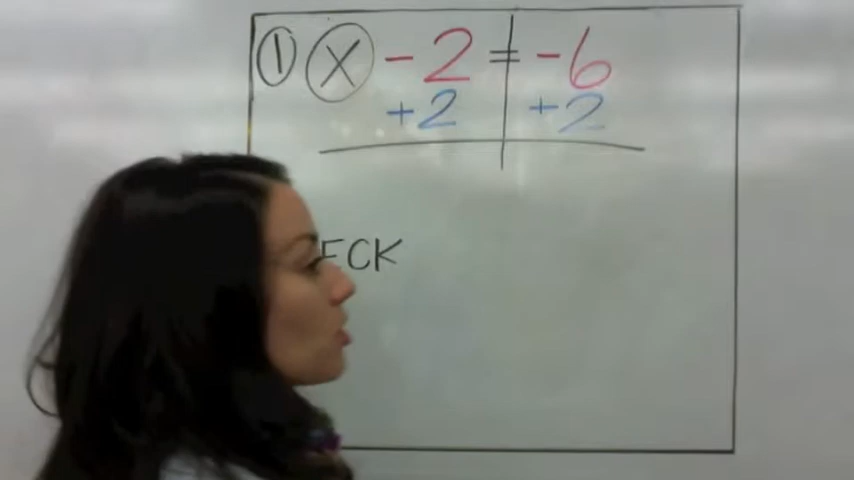 ① X - 2 = - 6
+2 +2
ECK